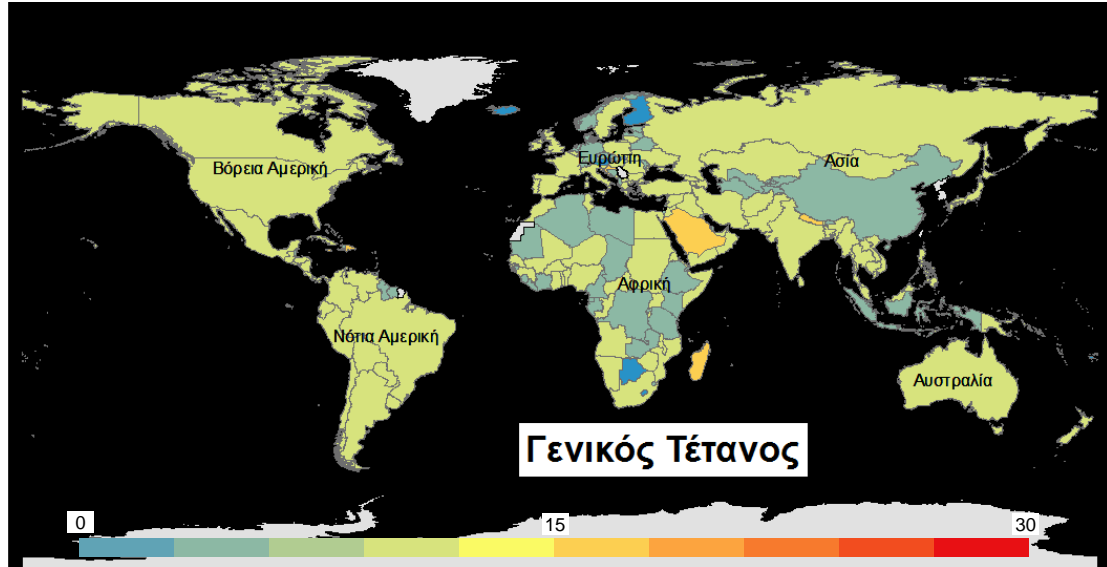 Βόρεια Αμερική
Ευρώπη
Ασία
Αφρική
Νότια Αμερική
Αυστραλία
Γενικός Τέτανος
0
15
30